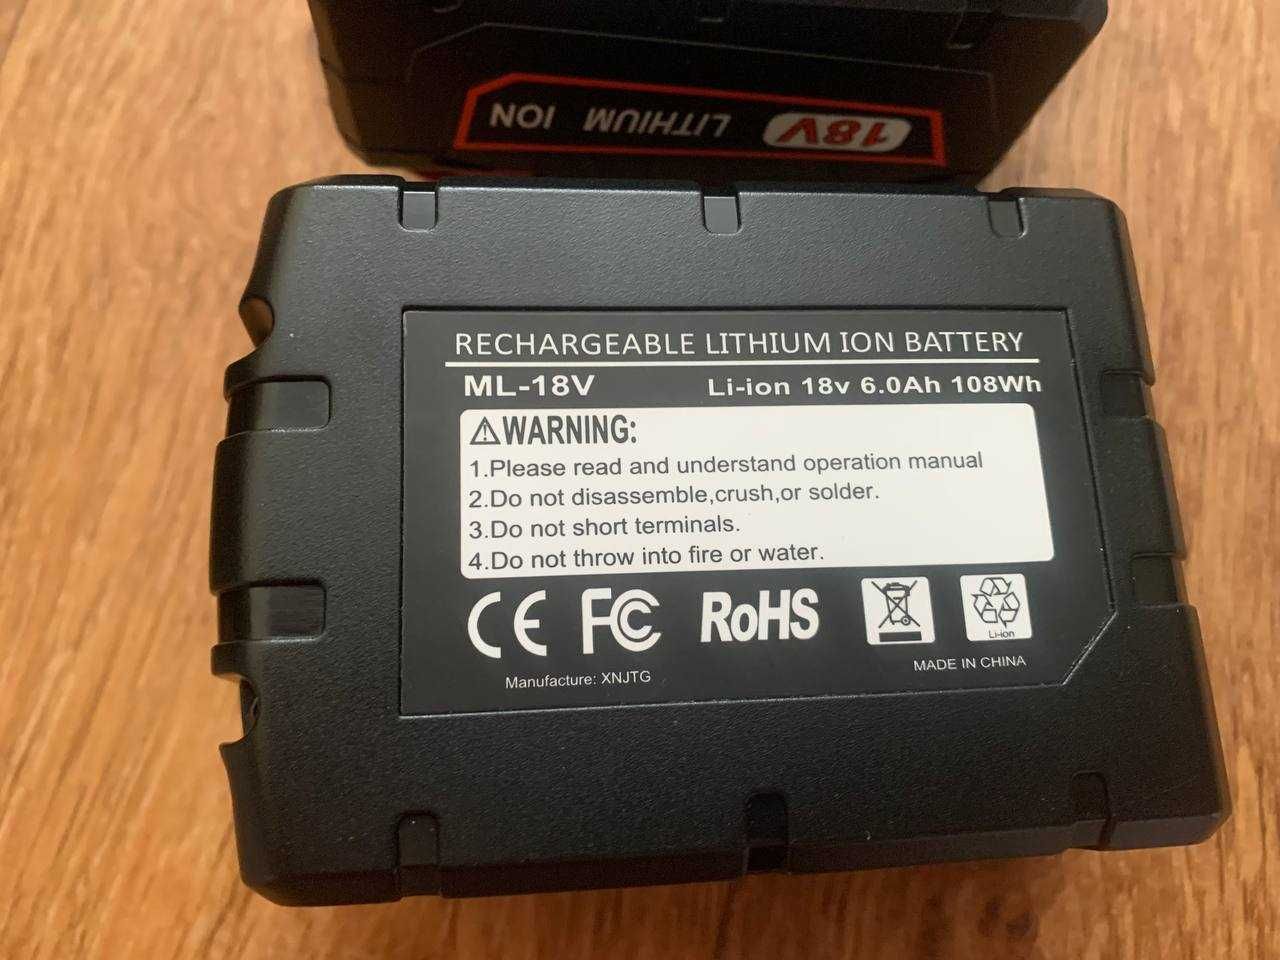 18V LITHIUM ION
RECHARGEABLE LITHIUM ION BATTERY
ML-18V Li-ion 18v 6.0Ah 108Wh
WARNING:
1.Please read and understand operation manual
2.Do not disassemble,crush,or solder.
3.Do not short terminals.
4.Do not throw into fire or water.
CE FC RoHS
Li-ion
Manufacture: XNJTG MADE IN CHINA